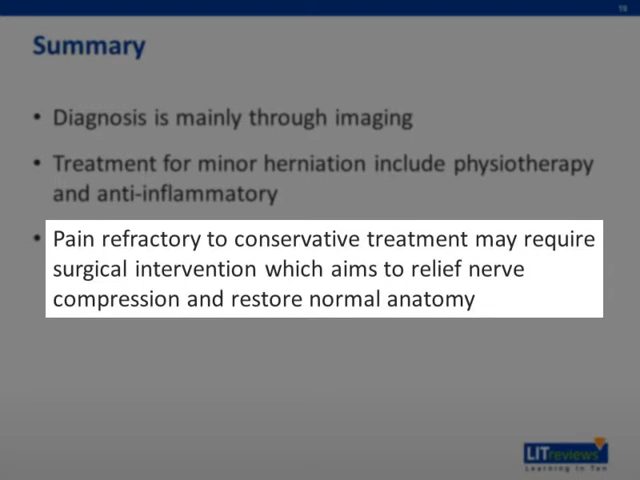 19
Summary
• Diagnosis is mainly through imaging
• Treatment for minor herniation include physiotherapy
and anti-inflammatory
• Pain refractory to conservative treatment may require
surgical intervention which aims to relief nerve
compression and restore normal anatomy
LITreviews
Learning In Ten